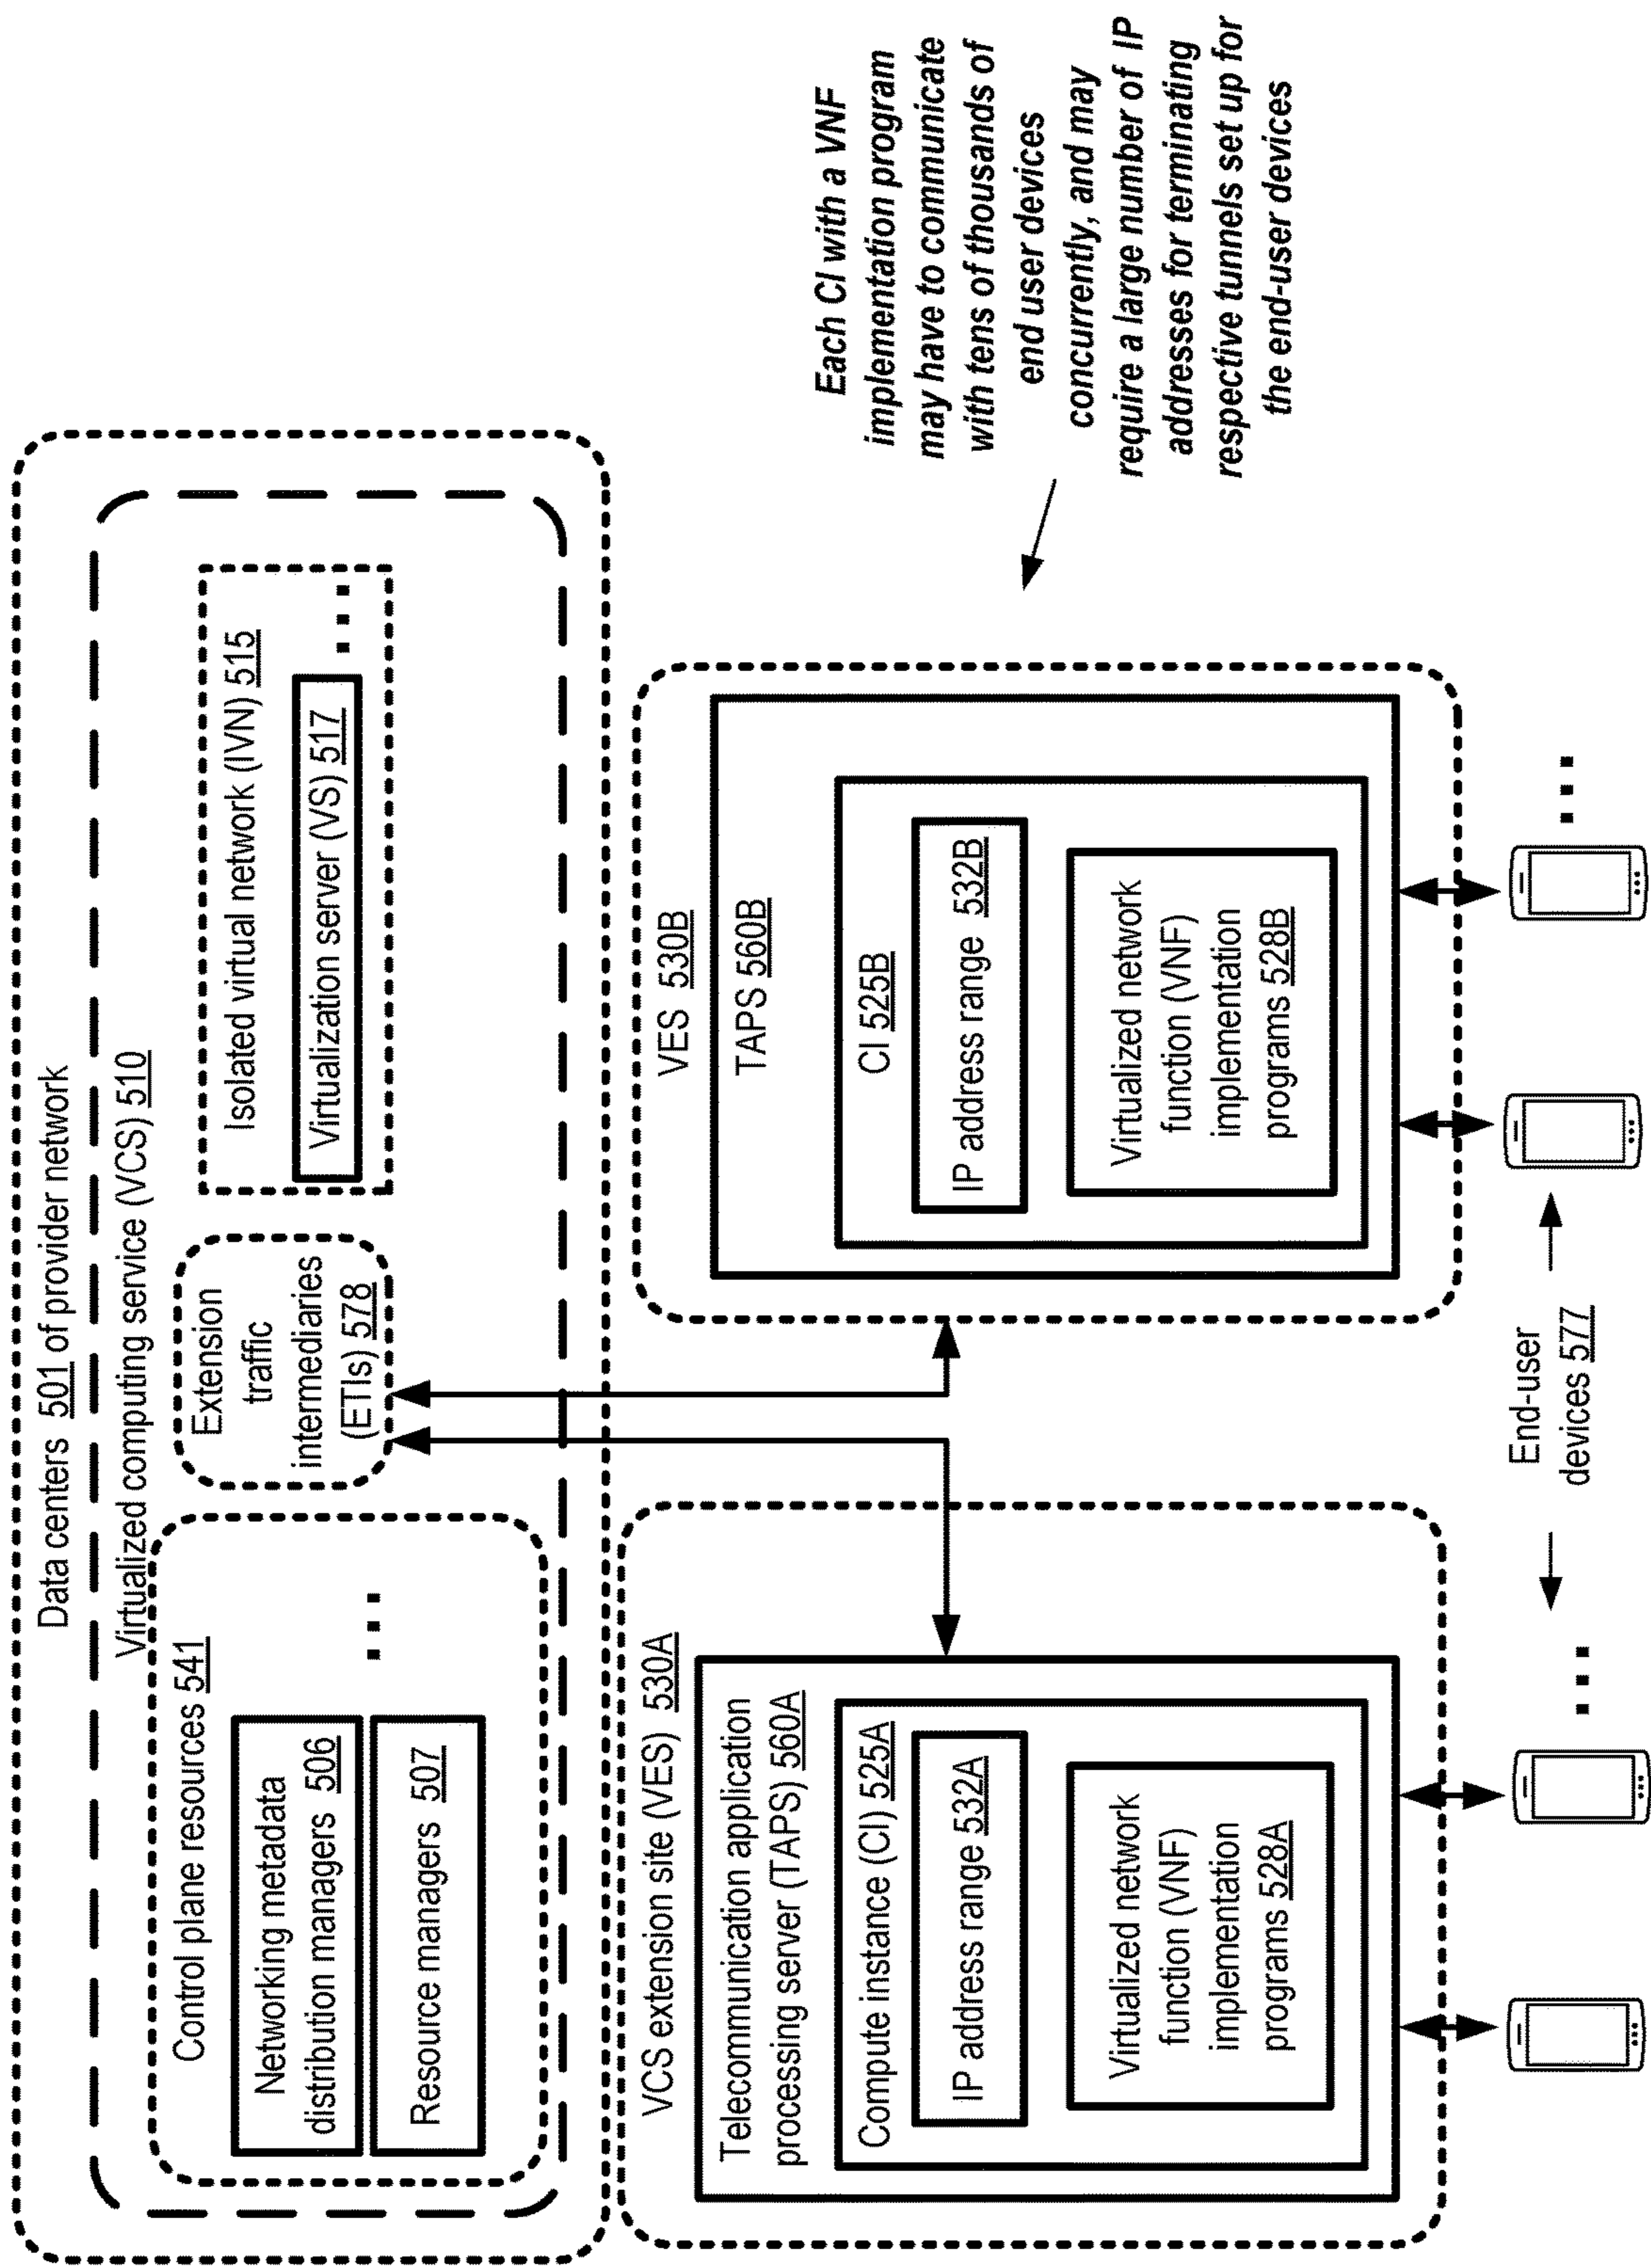 Data centers 501 of provider network
Virtualized computing service (VCS) 510
Control plane resources 541
Networking metadata
distribution managers 506
Resource managers 507
Extension
traffic
intermediaries
(ETIs) 578
Isolated virtual network (IVN) 515
Virtualization server (VS) 517
VCS extension site (VES) 530A
Telecommunication application
processing server (TAPS) 560A
Compute instance (CI) 525A
IP address range 532A
Virtualized network
function (VNF)
implementation
programs 528A
VES 530B
TAPS 560B
CI 525B
IP address range 532B
Virtualized network
function (VNF)
implementation
programs 528B
Each CI with a VNF
implementation program
may have to communicate
with tens of thousands of
end user devices
concurrently, and may
require a large number of IP
addresses for terminating
respective tunnels set up for
the end-user devices
End-user
devices 577